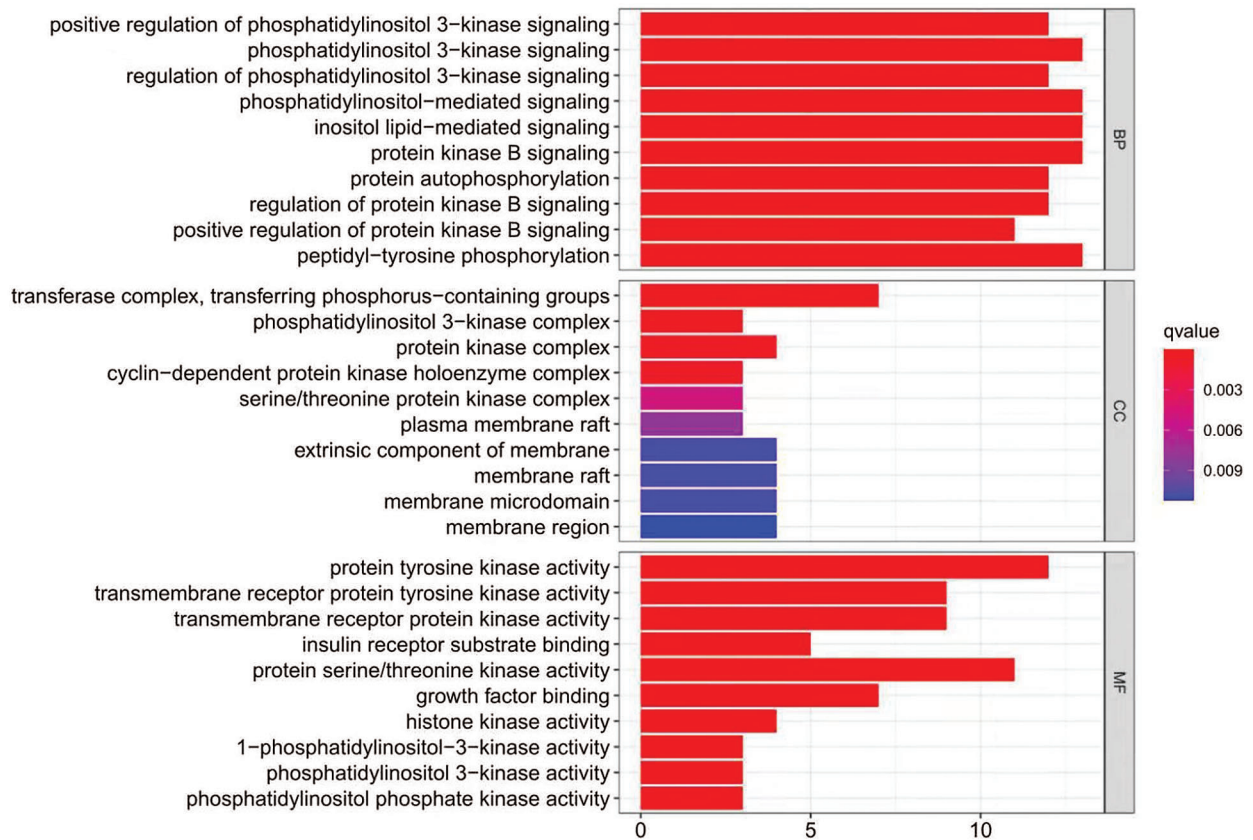 positive regulation of phosphatidylinositol 3−kinase signaling
phosphatidylinositol 3−kinase signaling
regulation of phosphatidylinositol 3−kinase signaling
phosphatidylinositol−mediated signaling
inositol lipid−mediated signaling
protein kinase B signaling
protein autophosphorylation
regulation of protein kinase B signaling
positive regulation of protein kinase B signaling
peptidyl−tyrosine phosphorylation
BP
transferase complex, transferring phosphorus−containing groups
phosphatidylinositol 3−kinase complex
protein kinase complex
cyclin−dependent protein kinase holoenzyme complex
serine/threonine protein kinase complex
plasma membrane raft
extrinsic component of membrane
membrane raft
membrane microdomain
membrane region
CC
protein tyrosine kinase activity
transmembrane receptor protein tyrosine kinase activity
transmembrane receptor protein kinase activity
insulin receptor substrate binding
protein serine/threonine kinase activity
growth factor binding
histone kinase activity
1−phosphatidylinositol−3−kinase activity
phosphatidylinositol 3−kinase activity
phosphatidylinositol phosphate kinase activity
MF
0 5 10
qvalue
0.003
0.006
0.009